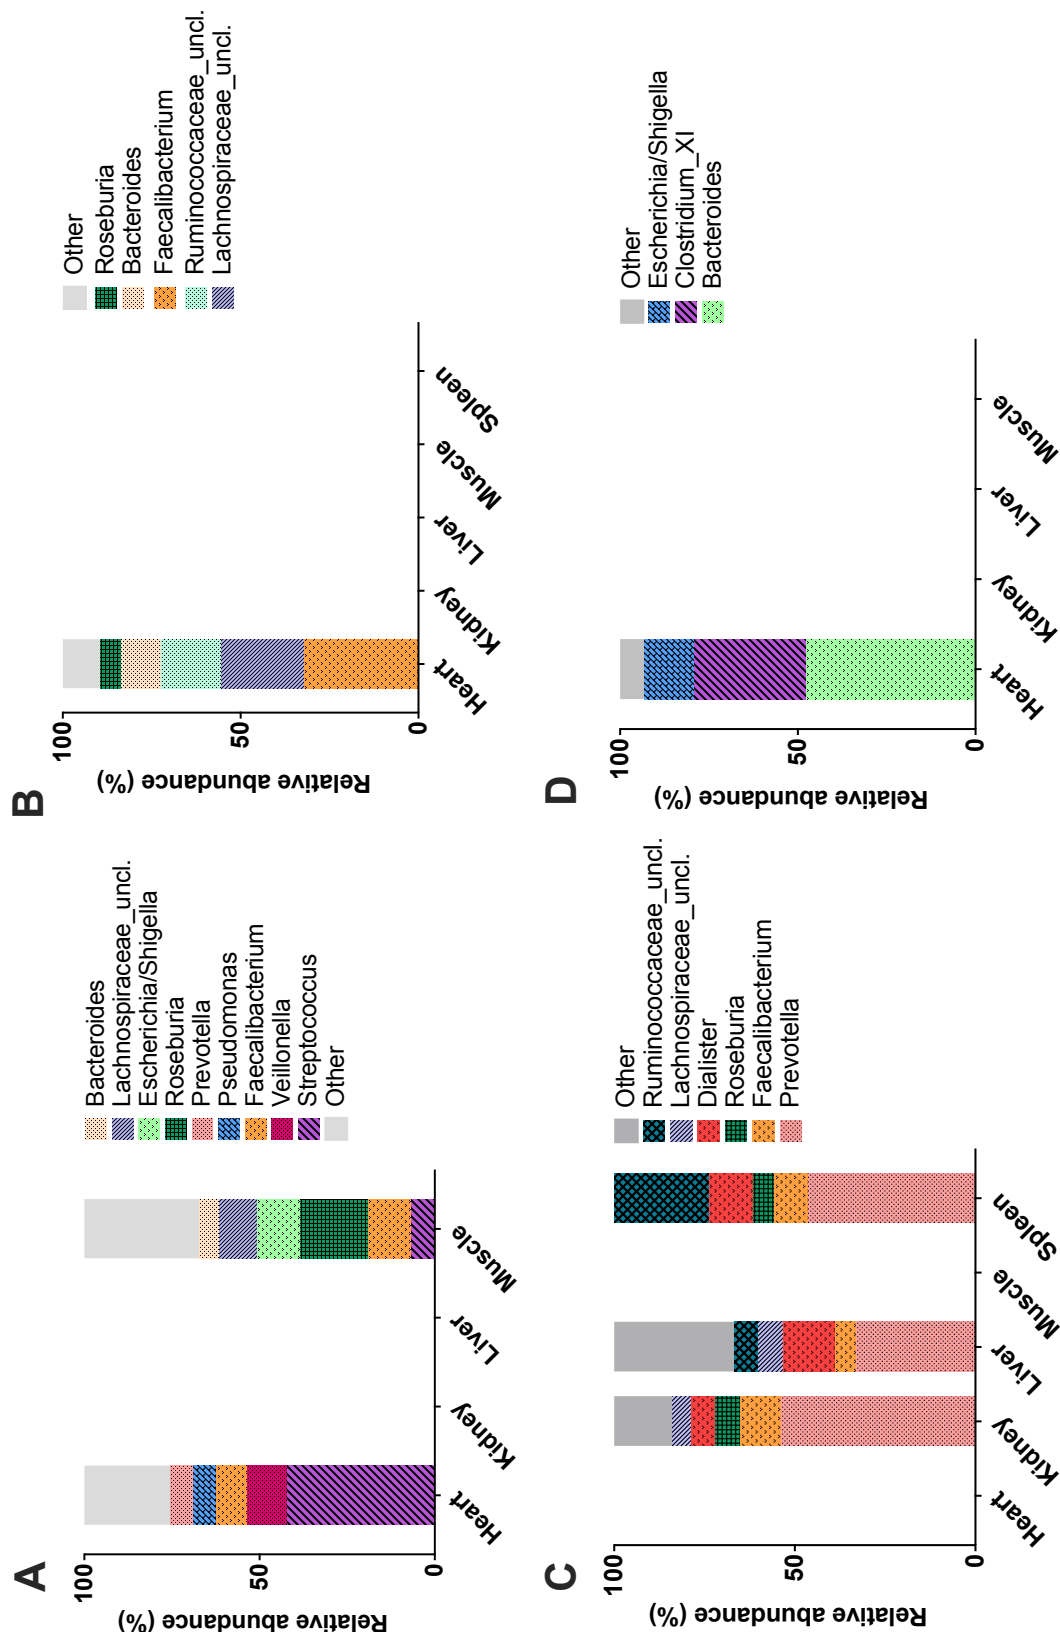 A
Relative abundance (%)
100
50
0
Heart
Kidney
Liver
Muscle
Bacteroides
Lachnospiraceae_uncl.
Escherichia/Shigella
Roseburia
Prevotella
Pseudomonas
Faecalibacterium
Veillonella
Streptococcus
Other
B
Relative abundance (%)
100
50
0
Heart
Kidney
Liver
Muscle
Spleen
Other
Roseburia
Bacteroides
Faecalibacterium
Ruminococcaceae_uncl.
Lachnospiraceae_uncl.
C
Relative abundance (%)
100
50
0
Heart
Kidney
Liver
Muscle
Spleen
Other
Ruminococcaceae_uncl.
Lachnospiraceae_uncl.
Dialister
Roseburia
Faecalibacterium
Prevotella
D
Relative abundance (%)
100
50
0
Heart
Kidney
Liver
Muscle
Other
Escherichia/Shigella
Clostridium_XI
Bacteroides